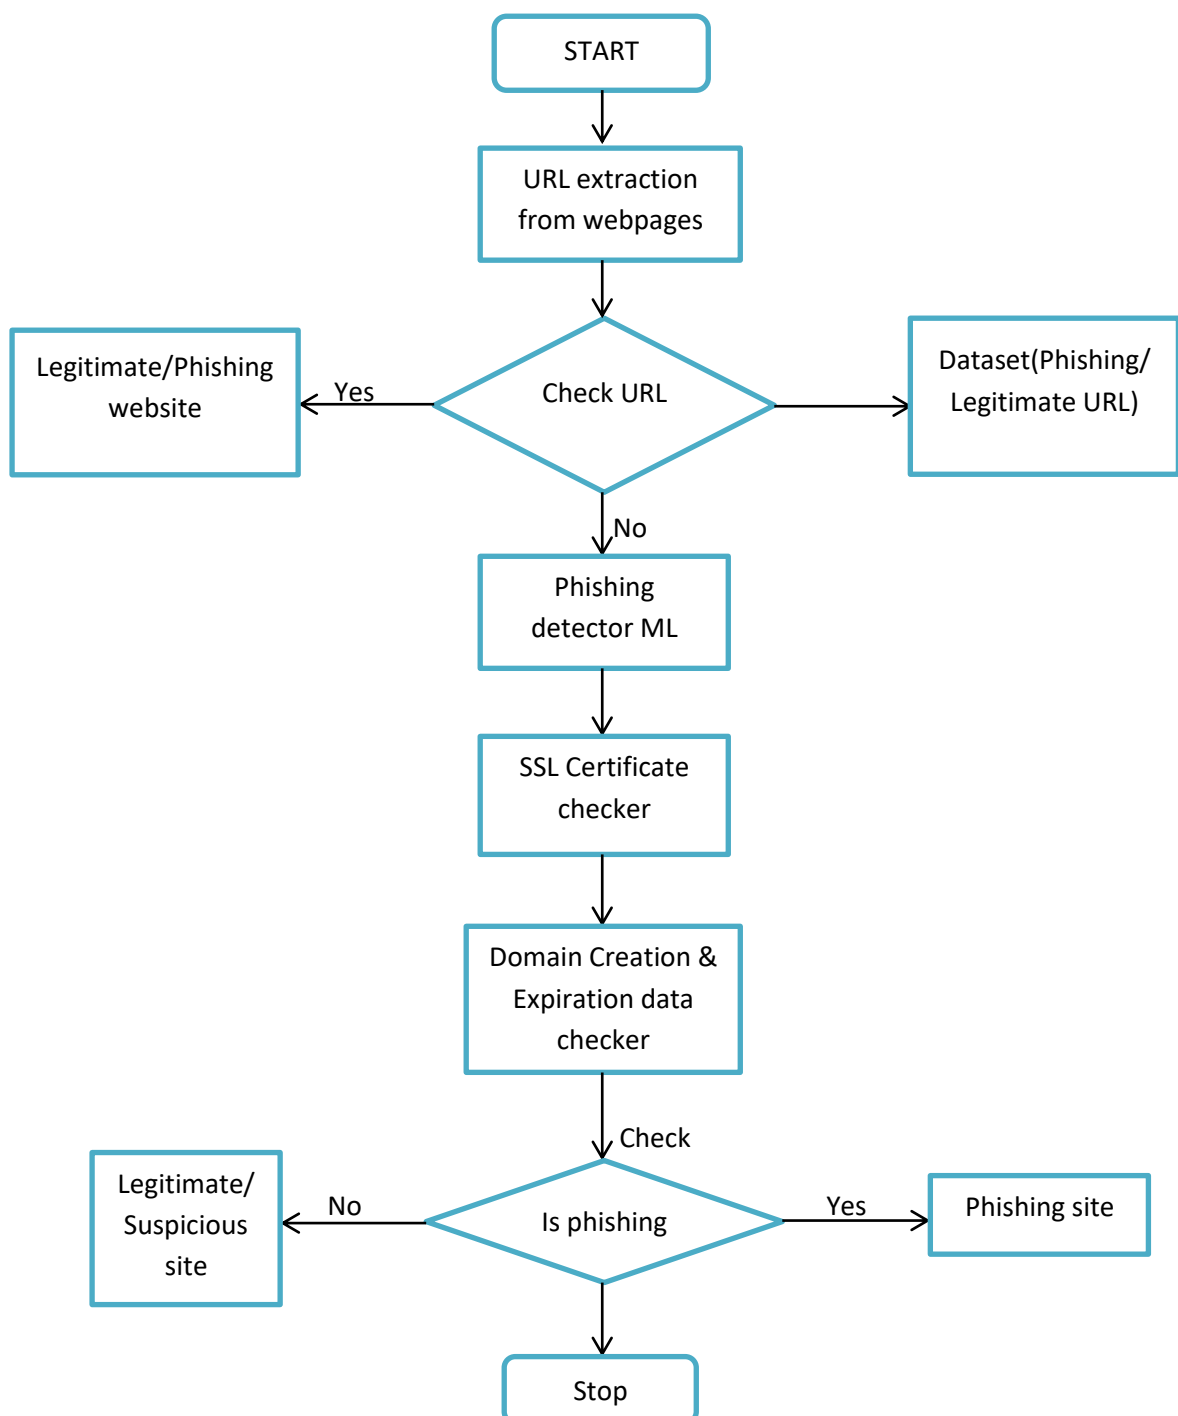 START
URL extraction
from webpages
Legitimate/Phishing
website
Yes
Check URL
Dataset(Phishing/
Legitimate URL)
No
Phishing
detector ML
SSL Certificate
checker
Domain Creation &
Expiration data
checker
Check
Legitimate/
Suspicious
site
No
Is phishing
Yes
Phishing site
Stop